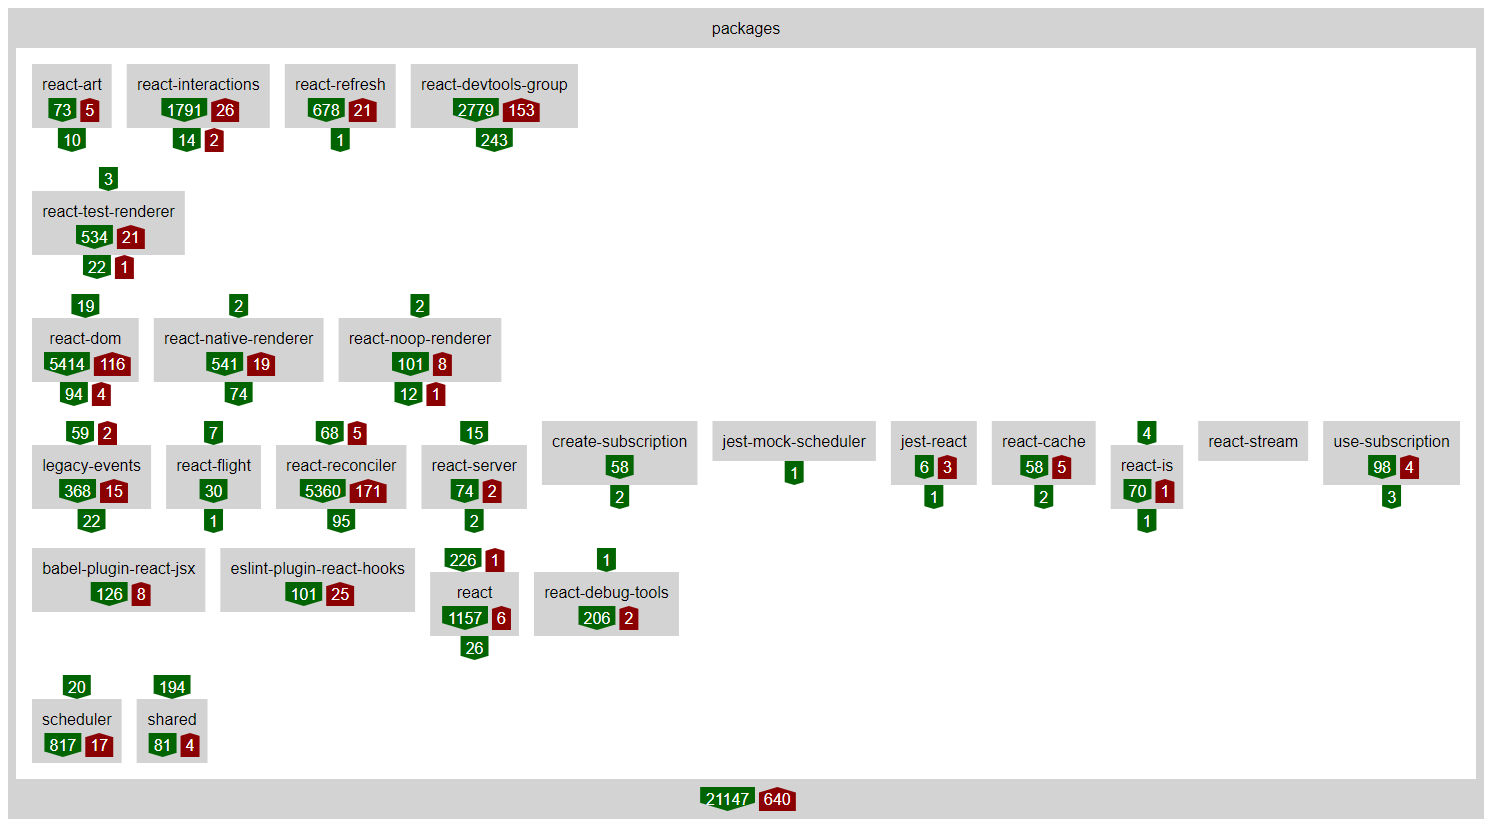 packages
react-art react-interactions react-refresh react-devtools-group
73 5 1791 26 678 21 2779 153
10 14 2 1 243
3
react-test-renderer
534 21
22 1
19 2 2
react-dom react-native-renderer react-noop-renderer
5414 116 541 19 101 8
94 4 74 12 1
59 2 7 68 5 15 4
create-subscription jest-mock-scheduler jest-react react-cache react-stream use-subscription
legacy-events react-flight react-reconciler react-server react-is
58 1 6 3 58 5 98 4
368 15 30 5360 171 74 2 70 1
2 1 2 3
22 1 95 2 1
226 1 1
babel-plugin-react-jsx eslint-plugin-react-hooks
react react-debug-tools
126 8 101 25
1157 6 206 2
26
20 194
scheduler shared
817 17 81 4
21147 640